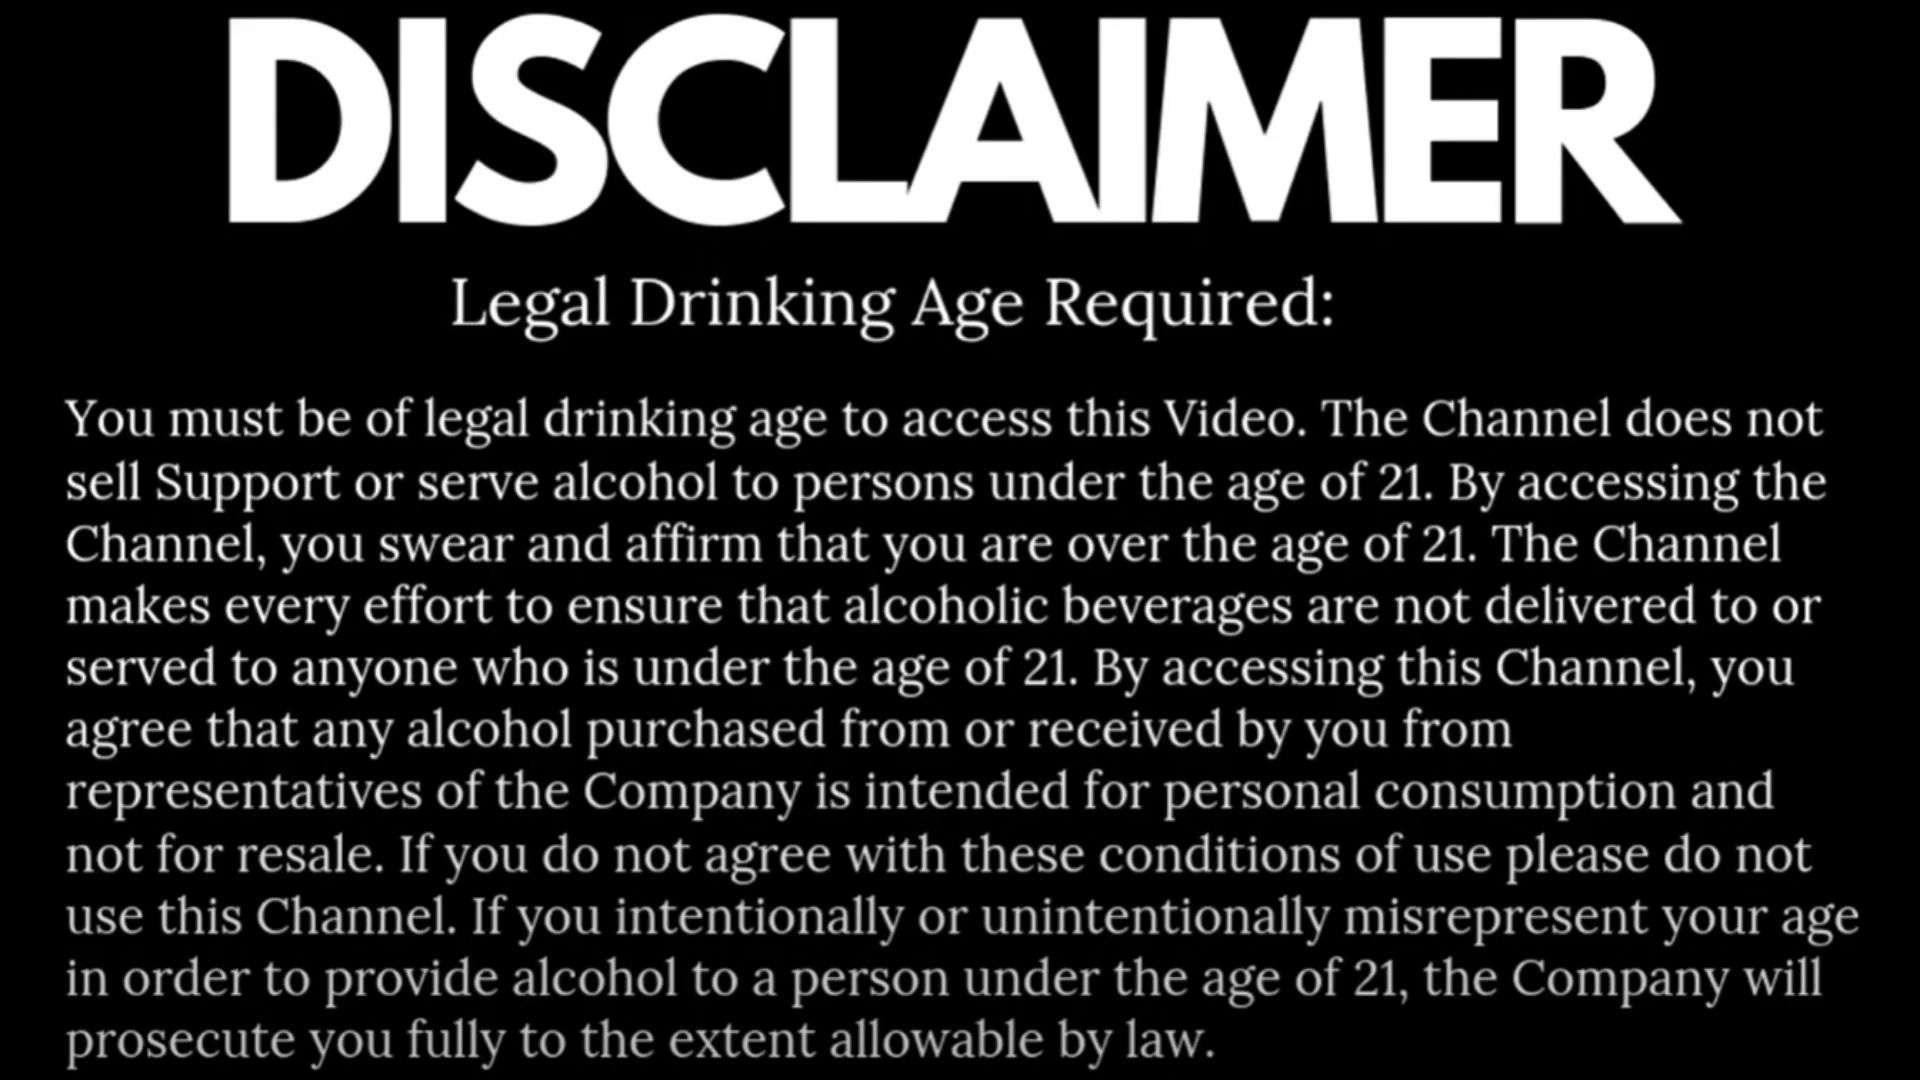 DISCLAIMER
Legal Drinking Age Required:
You must be of legal drinking age to access this Video. The Channel does not
sell Support or serve alcohol to persons under the age of 21. By accessing the
Channel, you swear and affirm that you are over the age of 21. The Channel
makes every effort to ensure that alcoholic beverages are not delivered to or
served to anyone who is under the age of 21. By accessing this Channel, you
agree that any alcohol purchased from or received by you from
representatives of the Company is intended for personal consumption and
not for resale. If you do not agree with these conditions of use please do not
use this Channel. If you intentionally or unintentionally misrepresent your age
in order to provide alcohol to a person under the age of 21, the Company will
prosecute you fully to the extent allowable by law.